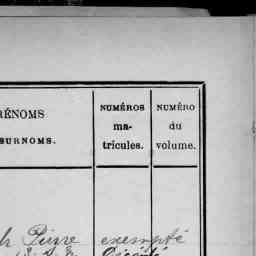 RÉNOMS
SURNOMS.
NUMÉROS
ma-
tricules.
NUMÉRO
du
volume.
Pierre exempté